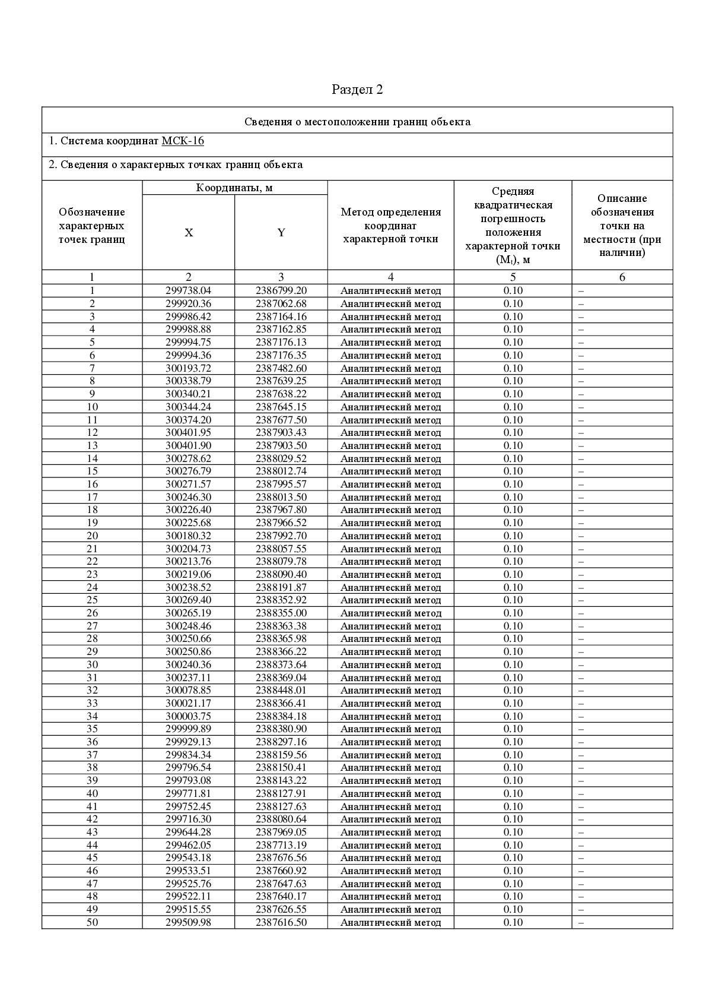 Раздел 2
Сведения о местоположении границ объекта
1. Система координат МСК-16
2. Сведения о характерных точках границ объекта
Обозначение характерных точек границ
Координаты, м
X
Y
Метод определения координат характерной точки
Средняя квадратическая погрешность положения характерной точки (Mt), м
Описание обозначения точки на местности (при наличии)
1 2 3 4 5 6
1 299738.04 2386799.20 Аналитический метод 0.10 –
2 299920.36 2387062.68 Аналитический метод 0.10 –
3 299986.42 2387164.16 Аналитический метод 0.10 –
4 299988.88 2387162.85 Аналитический метод 0.10 –
5 299994.75 2387176.13 Аналитический метод 0.10 –
6 299994.36 2387176.35 Аналитический метод 0.10 –
7 300193.72 2387482.60 Аналитический метод 0.10 –
8 300338.79 2387639.25 Аналитический метод 0.10 –
9 300340.21 2387638.22 Аналитический метод 0.10 –
10 300344.24 2387645.15 Аналитический метод 0.10 –
11 300374.20 2387677.50 Аналитический метод 0.10 –
12 300401.95 2387903.43 Аналитический метод 0.10 –
13 300401.90 2387903.50 Аналитический метод 0.10 –
14 300278.62 2388029.52 Аналитический метод 0.10 –
15 300276.79 2388012.74 Аналитический метод 0.10 –
16 300271.57 2387995.57 Аналитический метод 0.10 –
17 300246.30 2388013.50 Аналитический метод 0.10 –
18 300226.40 2387967.80 Аналитический метод 0.10 –
19 300225.68 2387966.52 Аналитический метод 0.10 –
20 300180.32 2387992.70 Аналитический метод 0.10 –
21 300204.73 2388057.55 Аналитический метод 0.10 –
22 300213.76 2388079.78 Аналитический метод 0.10 –
23 300219.06 2388090.40 Аналитический метод 0.10 –
24 300238.52 2388191.87 Аналитический метод 0.10 –
25 300269.40 2388352.92 Аналитический метод 0.10 –
26 300265.19 2388355.00 Аналитический метод 0.10 –
27 300248.46 2388363.38 Аналитический метод 0.10 –
28 300250.66 2388365.98 Аналитический метод 0.10 –
29 300250.86 2388366.22 Аналитический метод 0.10 –
30 300240.36 2388373.64 Аналитический метод 0.10 –
31 300237.11 2388369.04 Аналитический метод 0.10 –
32 300078.85 2388448.01 Аналитический метод 0.10 –
33 300021.17 2388366.41 Аналитический метод 0.10 –
34 300003.75 2388384.18 Аналитический метод 0.10 –
35 299999.89 2388380.90 Аналитический метод 0.10 –
36 299929.13 2388297.16 Аналитический метод 0.10 –
37 299834.34 2388159.56 Аналитический метод 0.10 –
38 299796.54 2388150.41 Аналитический метод 0.10 –
39 299793.08 2388143.22 Аналитический метод 0.10 –
40 299771.81 2388127.91 Аналитический метод 0.10 –
41 299752.45 2388127.63 Аналитический метод 0.10 –
42 299716.30 2388080.64 Аналитический метод 0.10 –
43 299644.28 2387969.05 Аналитический метод 0.10 –
44 299462.05 2387713.19 Аналитический метод 0.10 –
45 299543.18 2387676.56 Аналитический метод 0.10 –
46 299533.51 2387660.92 Аналитический метод 0.10 –
47 299525.76 2387647.63 Аналитический метод 0.10 –
48 299522.11 2387640.17 Аналитический метод 0.10 –
49 299515.55 2387626.55 Аналитический метод 0.10 –
50 299509.98 2387616.50 Аналитический метод 0.10 –